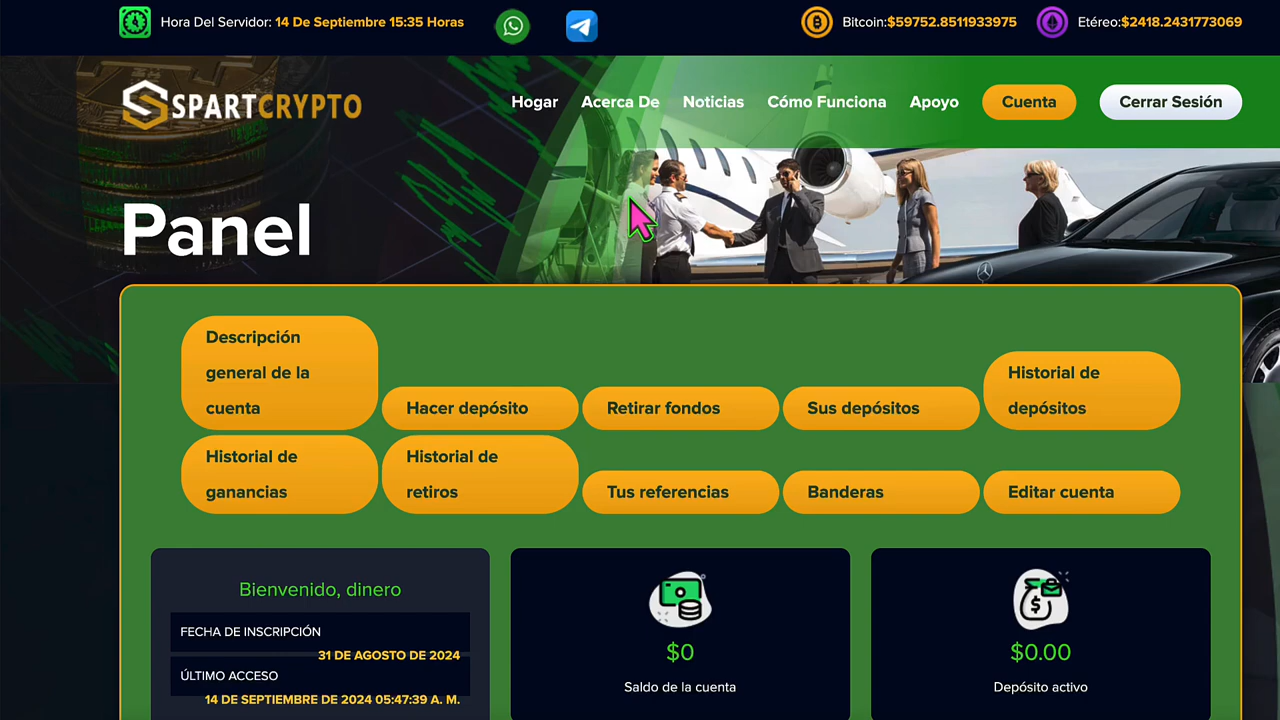 Hora Del Servidor: 14 De Septiembre 15:35 Horas
Bitcoin:$59752.8511933975
Etéreo:$2418.2431773069
SPARTCRYPTO
Hogar
Acerca De
Noticias
Cómo Funciona
Apoyo
Cuenta
Cerrar Sesión
Panel
Descripción
general de la
cuenta
Hacer depósito
Retirar fondos
Sus depósitos
Historial de
depósitos
Historial de
ganancias
Historial de
retiros
Tus referencias
Banderas
Editar cuenta
Bienvenido, dinero
FECHA DE INSCRIPCIÓN
31 DE AGOSTO DE 2024
ÚLTIMO ACCESO
14 DE SEPTIEMBRE DE 2024 05:47:39 A. M.
$0
Saldo de la cuenta
$0.00
Depósito activo